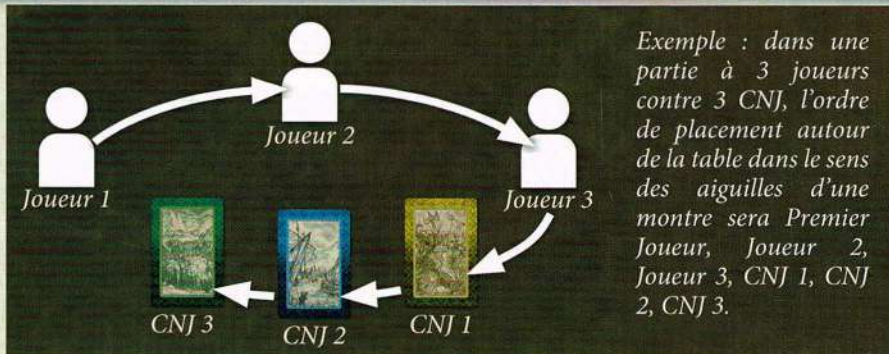 Joueur 1
Joueur 2
Joueur 3
CNJ 1
CNJ 2
CNJ 3
Exemple : dans une
partie à 3 joueurs
contre 3 CNJ, l'ordre
de placement autour
de la table dans le sens
des aiguilles d'une
montre sera Premier
Joueur, Joueur 2,
Joueur 3, CNJ 1, CNJ
2, CNJ 3.